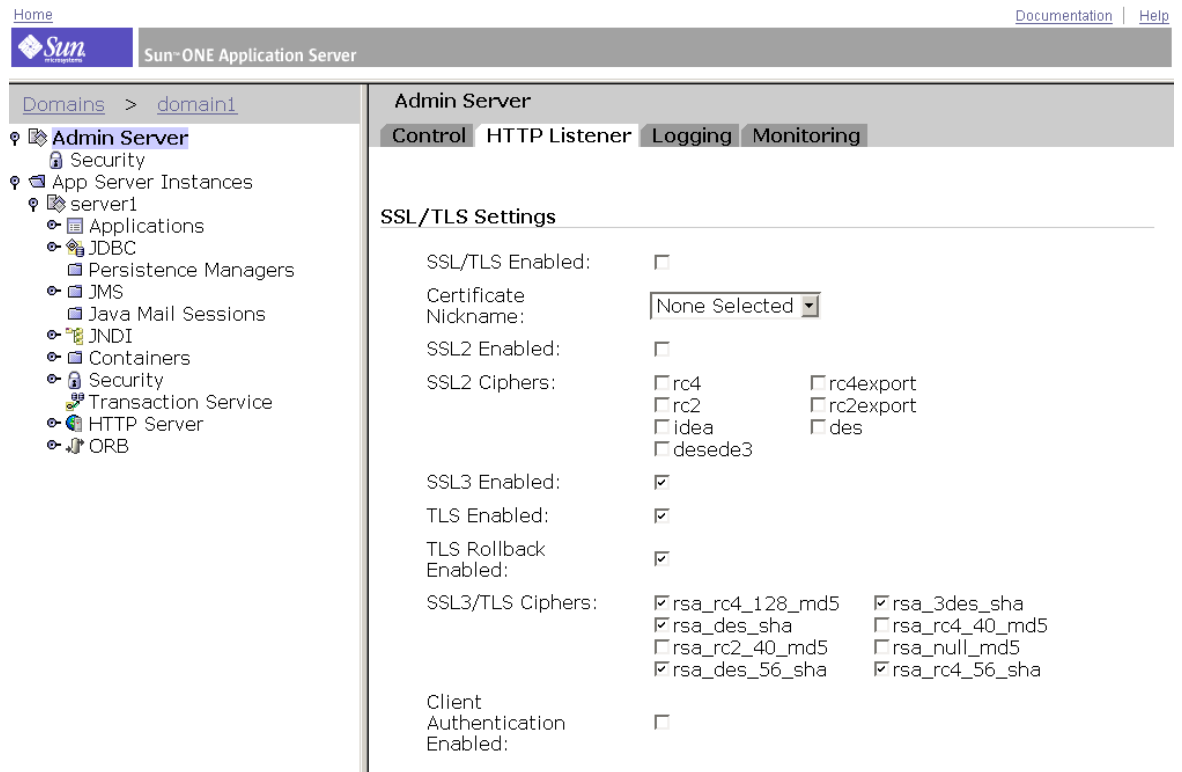 Home
Documentation | Help
Sun microsystems
Sun™ ONE Application Server
Domains > domain1
Admin Server
Security
App Server Instances
server1
Applications
JDBC
Persistence Managers
JMS
Java Mail Sessions
JNDI
Containers
Security
Transaction Service
HTTP Server
ORB
Admin Server
Control HTTP Listener Logging Monitoring
SSL/TLS Settings
SSL/TLS Enabled:
Certificate
Nickname:
None Selected
SSL2 Enabled:
SSL2 Ciphers:
rc4 rc4export
rc2 rc2export
idea des
desede3
SSL3 Enabled:
TLS Enabled:
TLS Rollback
Enabled:
SSL3/TLS Ciphers:
rsa_rc4_128_md5 rsa_3des_sha
rsa_des_sha rsa_rc4_40_md5
rsa_rc2_40_md5 rsa_null_md5
rsa_des_56_sha rsa_rc4_56_sha
Client
Authentication
Enabled: